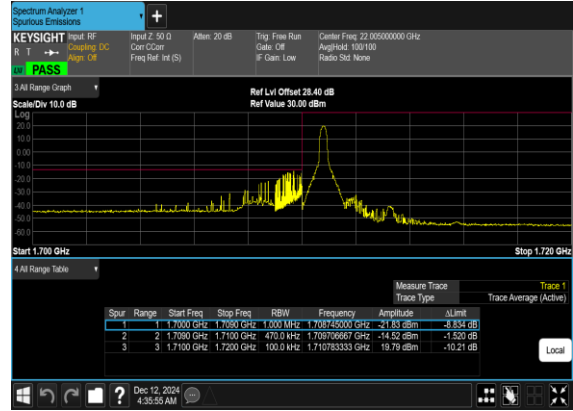 Spectrum Analyzer 1
Spurious Emissions
KEYSIGHT Input: RF Input Z: 50 Ω Atten: 20 dB Trig: Free Run Center Freq: 22.005000000 GHz
R T Coupling: DC Corr CCorr Gate: Off Avg|Hold: 100/100
Align: Off Freq Ref: Int (S) IF Gain: Low Radio Std: None
PASS
3 All Range Graph
Ref Lvl Offset 28.40 dB
Scale/Div 10.0 dB Ref Value 30.00 dBm
Log
20.0
10.0
0.00
-10.0
-20.0
-30.0
-40.0
-50.0
-60.0
Start 1.700 GHz Stop 1.720 GHz
4 All Range Table
Measure Trace Trace 1
Trace Type Trace Average (Active)
Spur Range Start Freq Stop Freq RBW Frequency Amplitude ΔLimit
1 1 1.7000 GHz 1.7090 GHz 1.000 MHz 1.708745000 GHz -21.83 dBm -8.834 dB
2 2 1.7090 GHz 1.7100 GHz 470.0 kHz 1.709706667 GHz -14.52 dBm -1.520 dB
3 3 1.7100 GHz 1.7200 GHz 100.0 kHz 1.710783333 GHz 19.79 dBm -10.21 dB
Local
Dec 12, 2024
4:35:55 AM